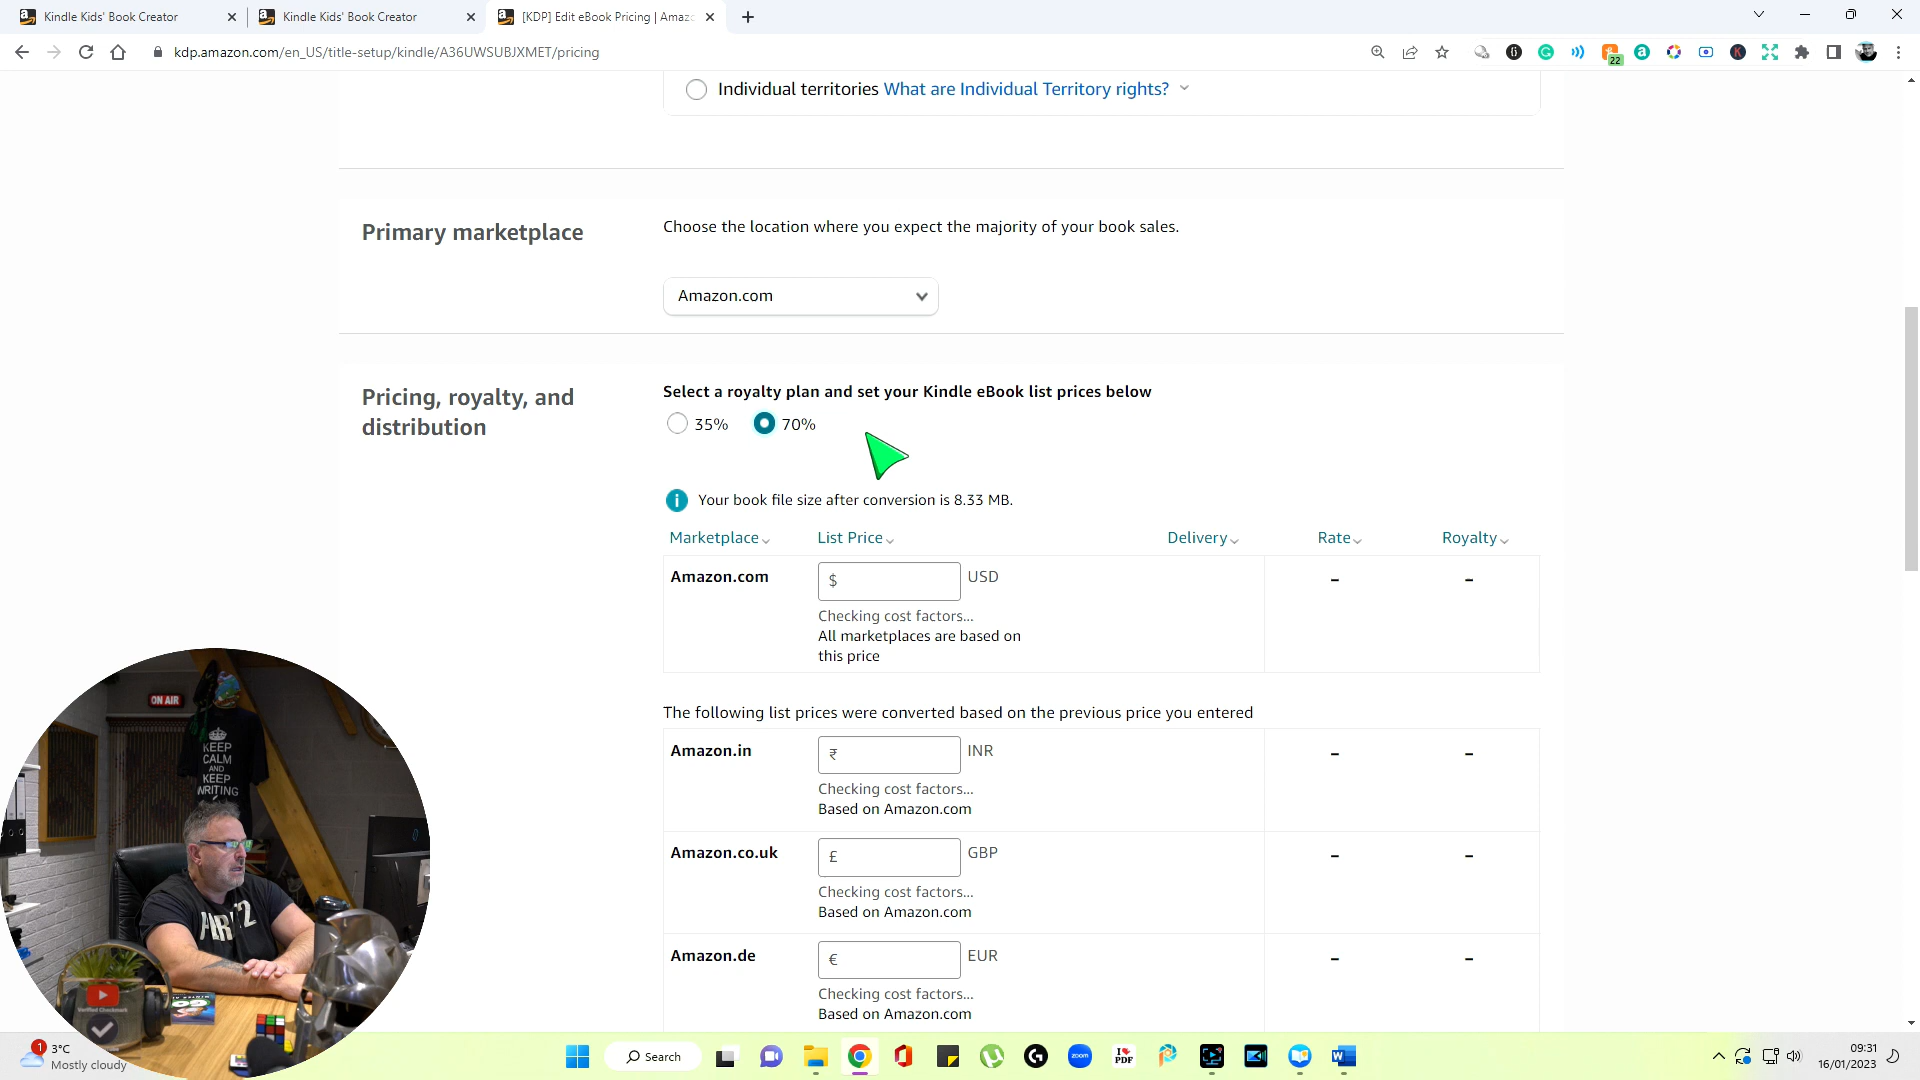 Kindle Kids' Book Creator
Kindle Kids' Book Creator
[KDP] Edit eBook Pricing | Amaz
kdp.amazon.com/en_US/title-setup/kindle/A36UWSUBJXMET/pricing
22
Individual territories What are Individual Territory rights?
Primary marketplace
Choose the location where you expect the majority of your book sales.
Amazon.com
Pricing, royalty, and
distribution
Select a royalty plan and set your Kindle eBook list prices below
35% 70%
Your book file size after conversion is 8.33 MB.
Marketplace List Price Delivery Rate Royalty
Amazon.com $ USD – –
Checking cost factors...
All marketplaces are based on
this price
The following list prices were converted based on the previous price you entered
Amazon.in ₹ INR – –
Checking cost factors...
Based on Amazon.com
Amazon.co.uk £ GBP – –
Checking cost factors...
Based on Amazon.com
Amazon.de € EUR – –
Checking cost factors...
Based on Amazon.com
ON AIR
KEEP
CALM
AND
KEEP
WRITING
Verified Checkmark
1
3°C
Mostly cloudy
Search
zoom
I
PDF
09:31
16/01/2023